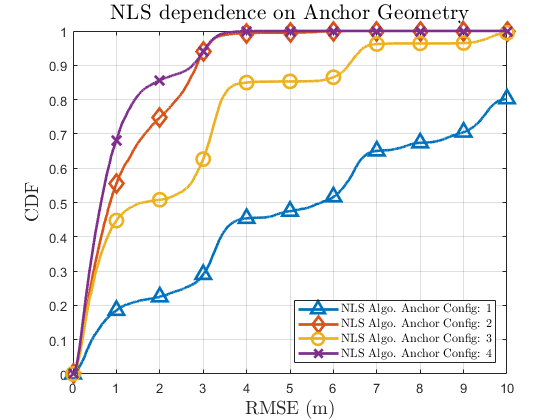 NLS dependence on Anchor Geometry
1
0.9
0.8
0.7
0.6
0.5
0.4
0.3
0.2
0.1
0
CDF
NLS Algo. Anchor Config: 1
NLS Algo. Anchor Config: 2
NLS Algo. Anchor Config: 3
NLS Algo. Anchor Config: 4
0 1 2 3 4 5 6 7 8 9 10
RMSE (m)